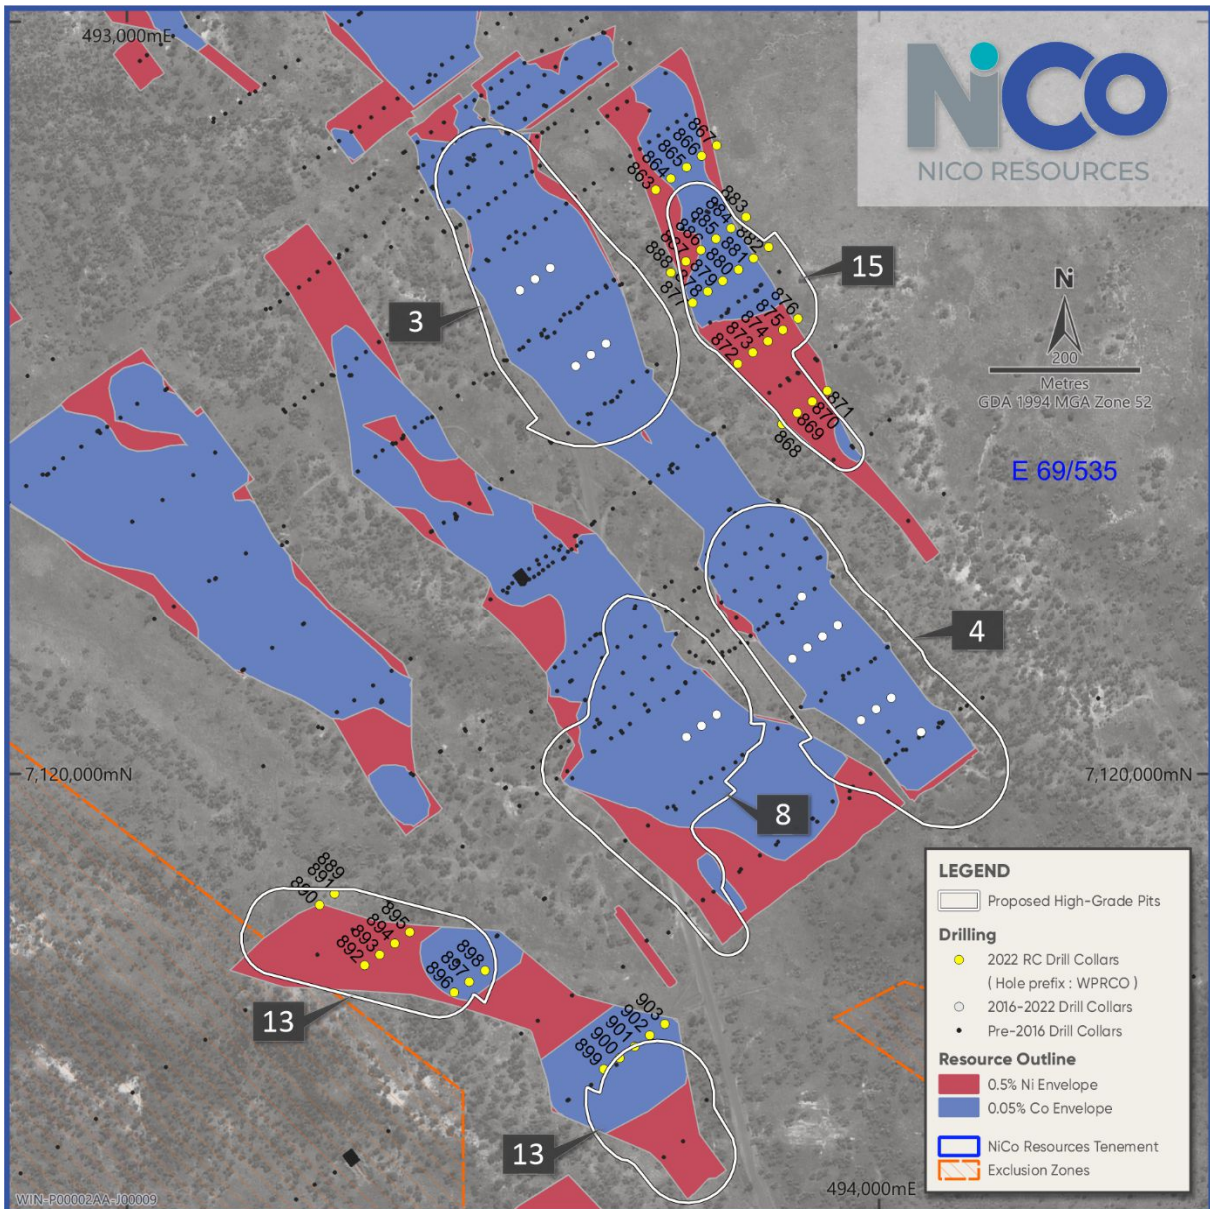 493,000mE
NiCo
NICO RESOURCES
867
866
865
864
863
883
884
885
886
887
888
882
881
880
879
878
877
15
3
N
200
Metres
GDA 1994 MGA Zone 52
876
875
874
873
872
871
870
869
868
E 69/535
4
7,120,000mN
7,120,000mN
8
889
891
890
895
894
893
892
898
897
896
13
903
902
901
900
899
13
LEGEND
Proposed High-Grade Pits
Drilling
2022 RC Drill Collars
( Hole prefix : WPRCO )
2016-2022 Drill Collars
Pre-2016 Drill Collars
Resource Outline
0.5% Ni Envelope
0.05% Co Envelope
NiCo Resources Tenement
Exclusion Zones
494,000mE
WIN-P00002AA-J00009